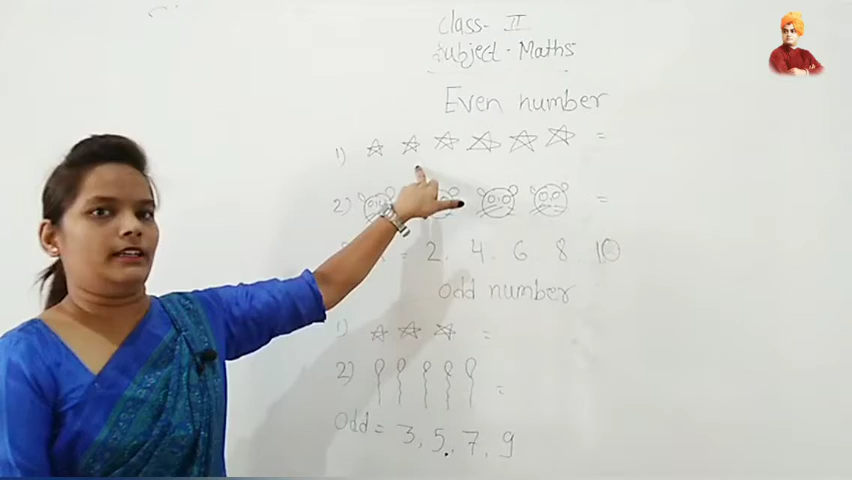 Class- II
Subject - Maths
Even number
1) =
2) =
= 2. 4. 6. 8. 10
Odd number
1) =
2) =
Odd = 3, 5, 7, 9